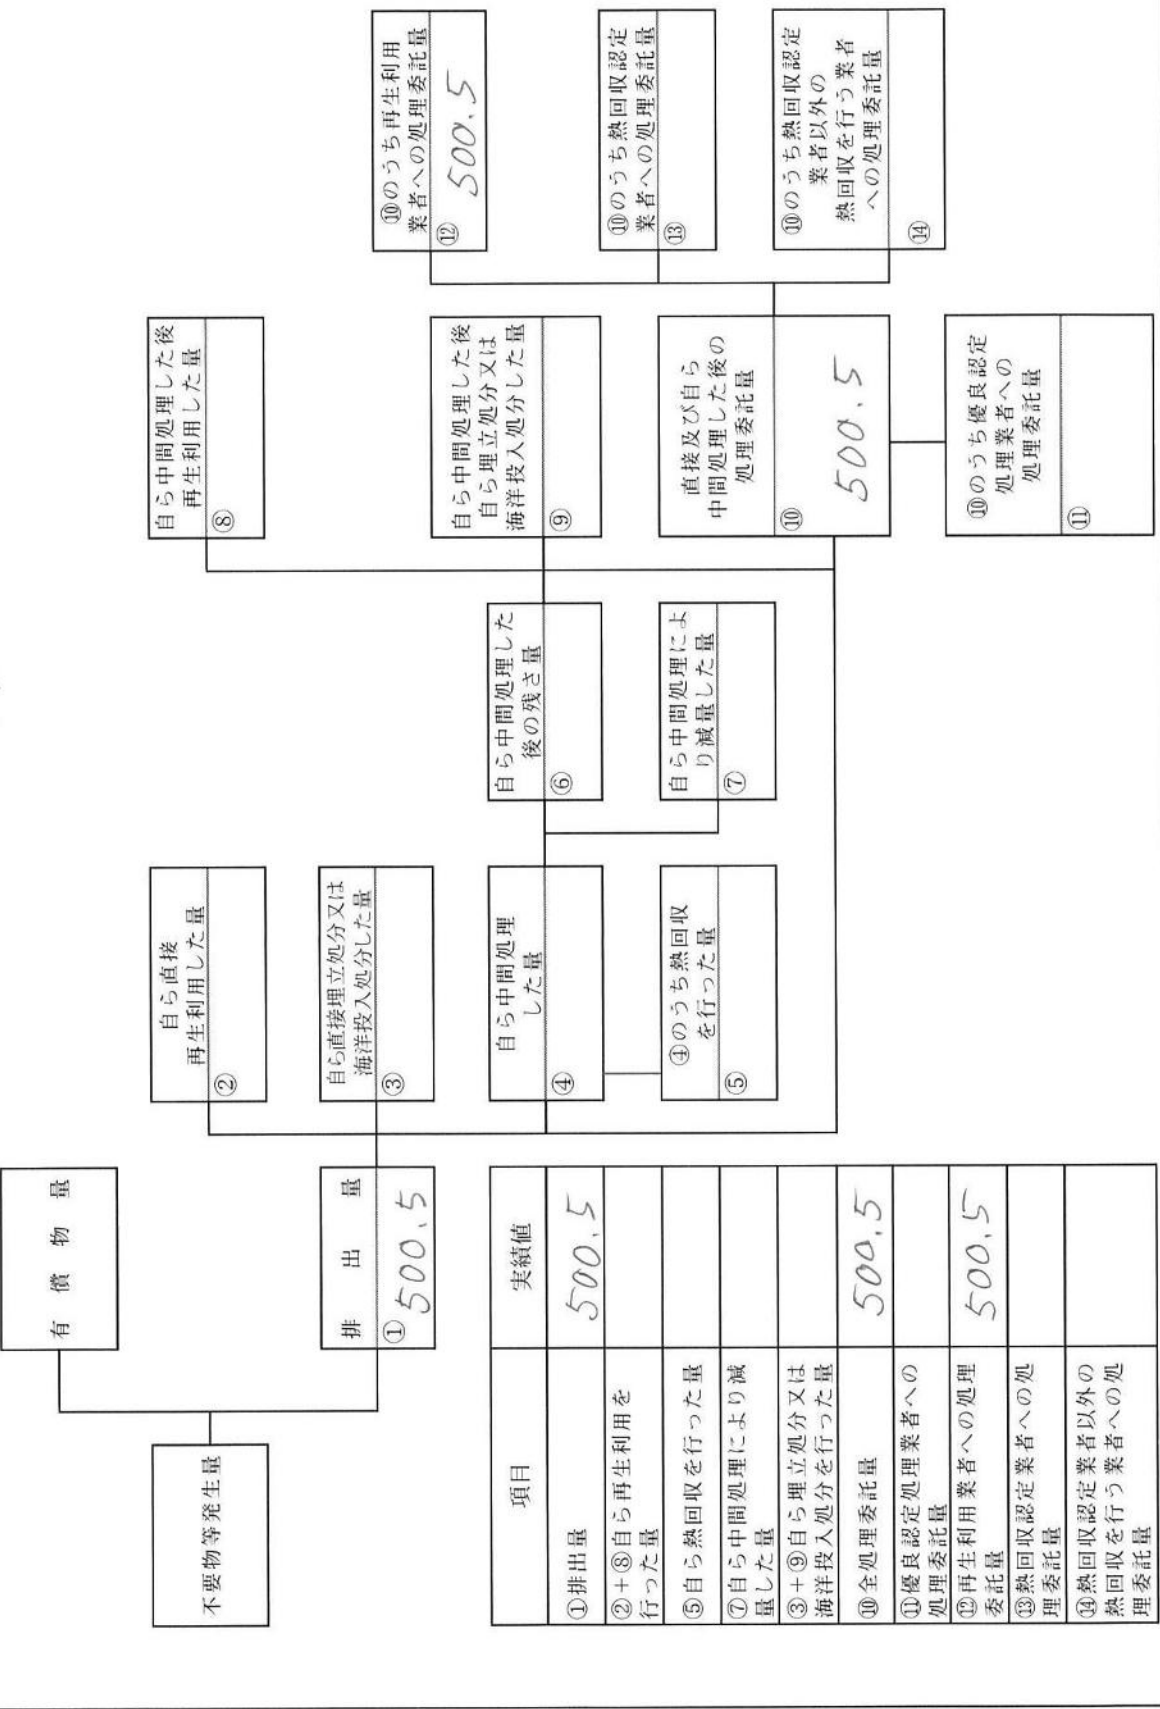 不要物等発生量
有償物量
排出量
①
500.5
自ら直接
再生利用した量
②
自ら直接埋立処分又は
海洋投入処分した量
③
自ら中間処理
した量
④
④のうち熱回収
を行った量
⑤
自ら中間処理した
後の残さ量
⑥
自ら中間処理によ
り減量した量
⑦
自ら中間処理した後
再生利用した量
⑧
自ら中間処理した後
自ら埋立処分又は
海洋投入処分した量
⑨
直接及び自ら
中間処理した後の
処理委託量
⑩
500.5
⑩のうち優良認定
処理業者への
処理委託量
⑪
⑩のうち再生利用
業者への処理委託量
⑫
500.5
⑩のうち熱回収認定
業者への処理委託量
⑬
⑩のうち熱回収認定
業者以外の
熱回収を行う業者
への処理委託量
⑭
項目 実績値
①排出量 500.5
②+⑧自ら再生利用を
行った量
⑤自ら熱回収を行った量
⑦自ら中間処理により減
量した量
③+⑨自ら埋立処分又は
海洋投入処分を行った量
⑩全処理委託量 500.5
⑪優良認定処理業者への
処理委託量
⑫再生利用業者への処理
委託量 500.5
⑬熱回収認定業者への処
理委託量
⑭熱回収認定業者以外の
熱回収を行う業者への処
理委託量